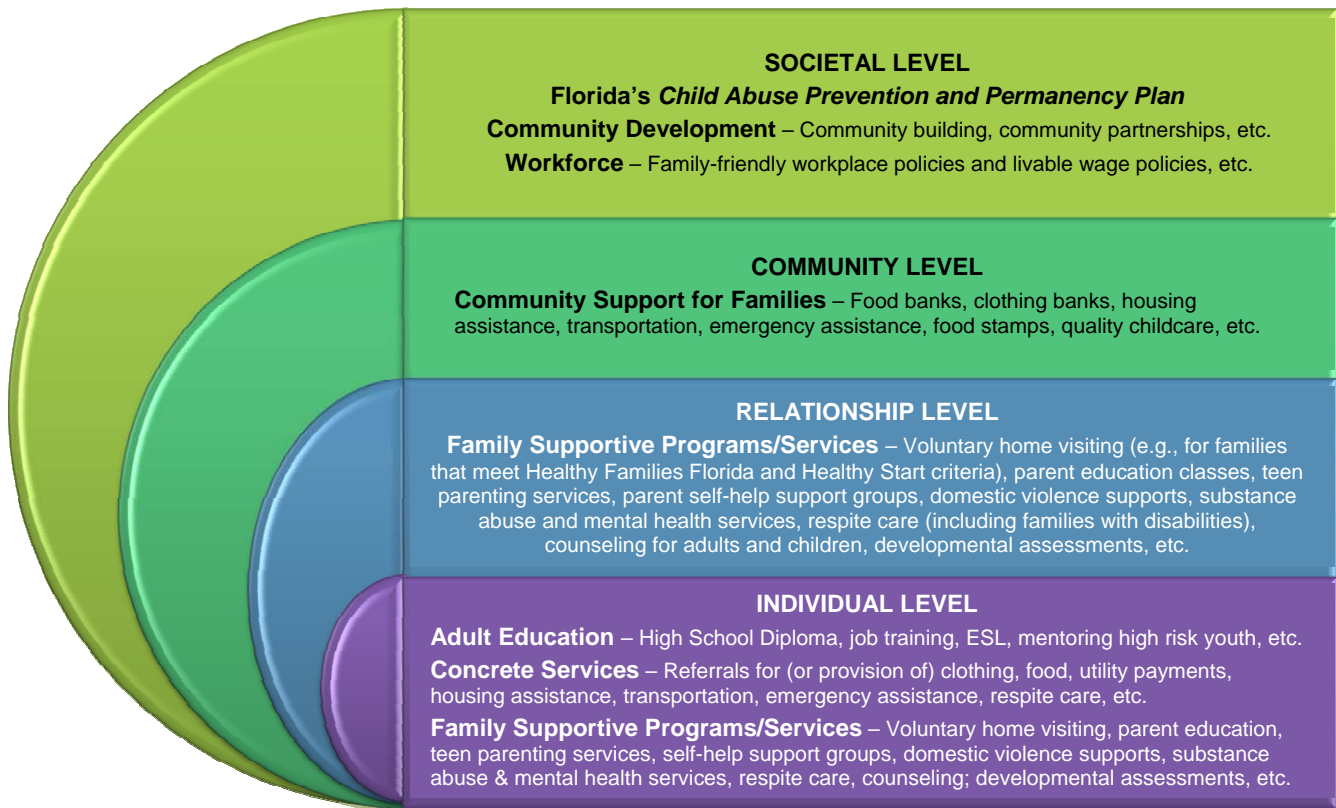 SOCIETAL LEVEL
Florida's Child Abuse Prevention and Permanency Plan
Community Development – Community building, community partnerships, etc.
Workforce – Family-friendly workplace policies and livable wage policies, etc.
COMMUNITY LEVEL
Community Support for Families – Food banks, clothing banks, housing
assistance, transportation, emergency assistance, food stamps, quality childcare, etc.
RELATIONSHIP LEVEL
Family Supportive Programs/Services – Voluntary home visiting (e.g., for families
that meet Healthy Families Florida and Healthy Start criteria), parent education classes, teen
parenting services, parent self-help support groups, domestic violence supports, substance
abuse and mental health services, respite care (including families with disabilities),
counseling for adults and children, developmental assessments, etc.
INDIVIDUAL LEVEL
Adult Education – High School Diploma, job training, ESL, mentoring high risk youth, etc.
Concrete Services – Referrals for (or provision of) clothing, food, utility payments,
housing assistance, transportation, emergency assistance, respite care, etc.
Family Supportive Programs/Services – Voluntary home visiting, parent education,
teen parenting services, self-help support groups, domestic violence supports, substance
abuse & mental health services, respite care, counseling; developmental assessments, etc.